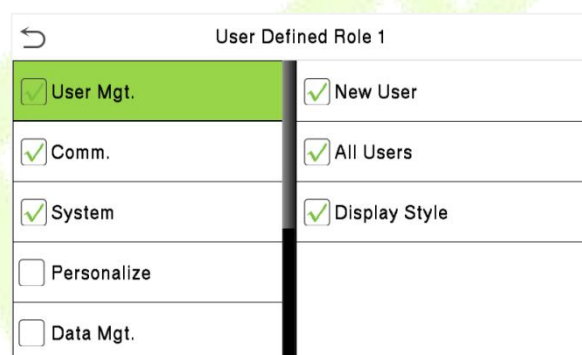 User Defined Role 1
User Mgt.
New User
Comm.
All Users
System
Display Style
Personalize
Data Mgt.